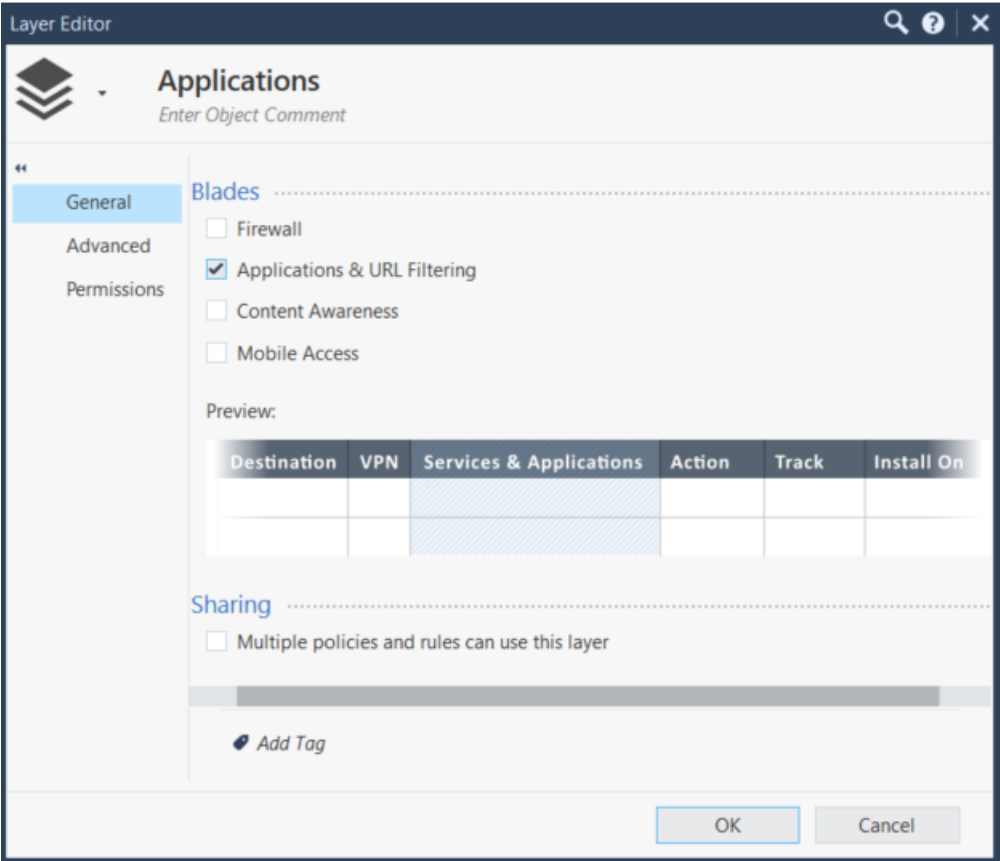 Layer Editor
Applications
Enter Object Comment
General
Advanced
Permissions
Blades
Firewall
Applications & URL Filtering
Content Awareness
Mobile Access
Preview:
Destination VPN Services & Applications Action Track Install On
Sharing
Multiple policies and rules can use this layer
Add Tag
OK Cancel